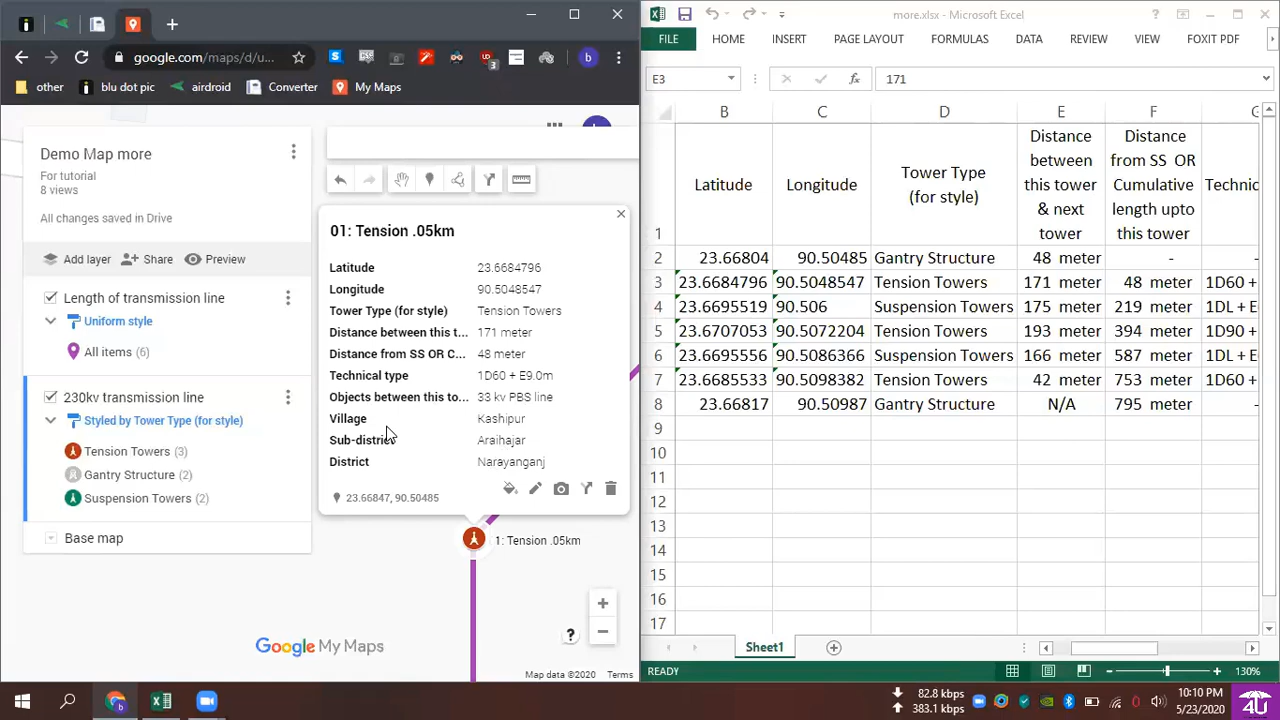 more.xlsx - Microsoft Excel
google.com/maps/d/u...
b
3
other
blu dot pic
airdroid
Converter
My Maps
FILE
HOME
INSERT
PAGE LAYOUT
FORMULAS
DATA
REVIEW
VIEW
FOXIT PDF
E3
fx
171
Demo Map more
For tutorial
8 views
All changes saved in Drive
Add layer
Share
Preview
Length of transmission line
Uniform style
All items (6)
230kv transmission line
Styled by Tower Type (for style)
Tension Towers (3)
Gantry Structure (2)
Suspension Towers (2)
Base map
01: Tension .05km
Latitude 23.6684796
Longitude 90.5048547
Tower Type (for style) Tension Towers
Distance between this t... 171 meter
Distance from SS OR C... 48 meter
Technical type 1D60 + E9.0m
Objects between this to... 33 kv PBS line
Village Kashipur
Sub-district Araihajar
District Narayanganj
23.66847, 90.50485
1: Tension .05km
Google My Maps
Map data ©2020 Terms
B C D E F
1 Latitude Longitude Tower Type (for style) Distance between this tower & next tower Distance from SS OR Cumulative length upto this tower Technic
2 23.66804 90.50485 Gantry Structure 48 meter - -
3 23.6684796 90.5048547 Tension Towers 171 meter 48 meter 1D60 +
4 23.6695519 90.506 Suspension Towers 175 meter 219 meter 1DL + E
5 23.6707053 90.5072204 Tension Towers 193 meter 394 meter 1D90 +
6 23.6695556 90.5086366 Suspension Towers 166 meter 587 meter 1DL + E
7 23.6685533 90.5098382 Tension Towers 42 meter 753 meter 1D60 +
8 23.66817 90.50987 Gantry Structure N/A 795 meter -
9
10
11
12
13
14
15
16
17
Sheet1
READY
130%
82.8 kbps
383.1 kbps
10:10 PM
5/23/2020
4U